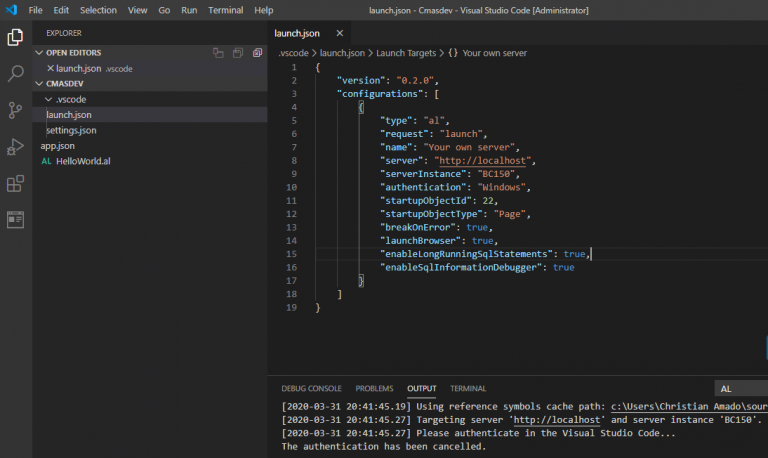 File Edit Selection View Go Run Terminal Help launch.json - Cmasdev - Visual Studio Code [Administrator]
EXPLORER
OPEN EDITORS
launch.json .vscode
CMASDEV
.vscode
launch.json
settings.json
app.json
AL HelloWorld.al
launch.json
.vscode > launch.json > Launch Targets > {} Your own server
1 {
2 "version": "0.2.0",
3 "configurations": [
4 {
5 "type": "al",
6 "request": "launch",
7 "name": "Your own server",
8 "server": "http://localhost",
9 "serverInstance": "BC150",
10 "authentication": "Windows",
11 "startupObjectId": 22,
12 "startupObjectType": "Page",
13 "breakOnError": true,
14 "launchBrowser": true,
15 "enableLongRunningSqlStatements": true,
16 "enableSqlInformationDebugger": true
17 }
18 ]
19 }
DEBUG CONSOLE PROBLEMS OUTPUT TERMINAL AL
[2020-03-31 20:41:45.19] Using reference symbols cache path: c:\Users\Christian Amado\sour
[2020-03-31 20:41:45.27] Targeting server 'http://localhost' and server instance 'BC150'.
[2020-03-31 20:41:45.27] Please authenticate in the Visual Studio Code...
The authentication has been cancelled.